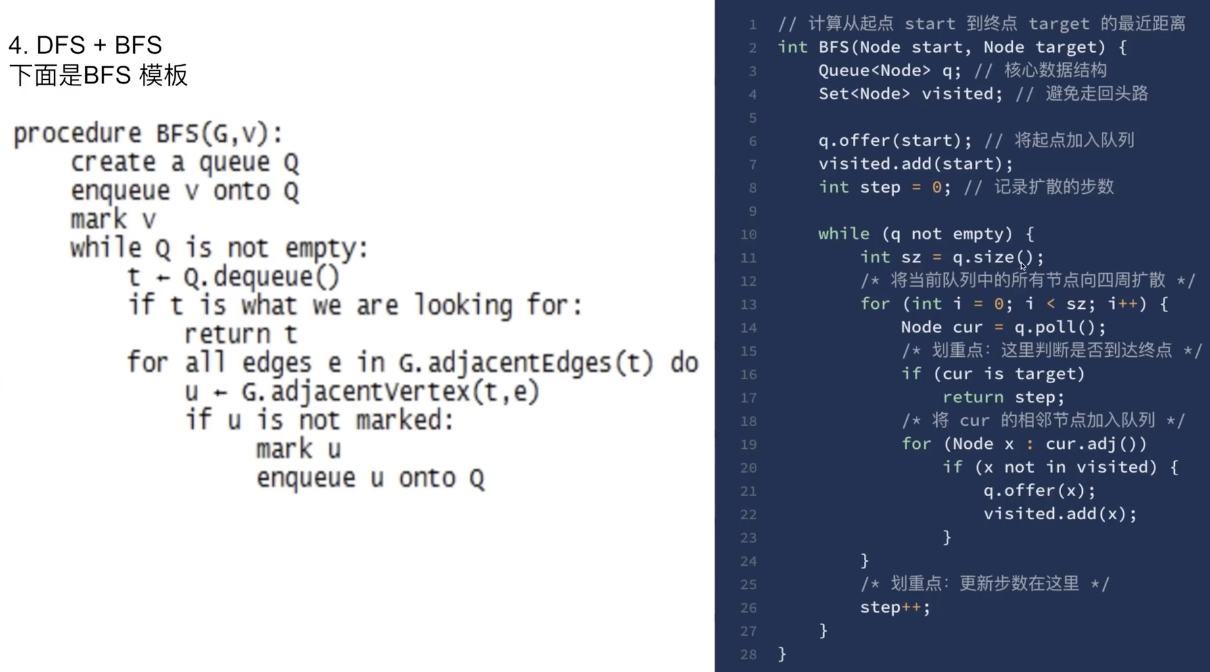 4. DFS + BFS
下面是BFS 模板
procedure BFS(G,v):
create a queue Q
enqueue v onto Q
mark v
while Q is not empty:
t ← Q.dequeue()
if t is what we are looking for:
return t
for all edges e in G.adjacentEdges(t) do
u ← G.adjacentVertex(t,e)
if u is not marked:
mark u
enqueue u onto Q
1 // 计算从起点 start 到终点 target 的最近距离
2 int BFS(Node start, Node target) {
3 Queue<Node> q; // 核心数据结构
4 Set<Node> visited; // 避免走回头路
5
6 q.offer(start); // 将起点加入队列
7 visited.add(start);
8 int step = 0; // 记录扩散的步数
9
10 while (q not empty) {
11 int sz = q.size();
12 /* 将当前队列中的所有节点向四周扩散 */
13 for (int i = 0; i < sz; i++) {
14 Node cur = q.poll();
15 /* 划重点：这里判断是否到达终点 */
16 if (cur is target)
17 return step;
18 /* 将 cur 的相邻节点加入队列 */
19 for (Node x : cur.adj())
20 if (x not in visited) {
21 q.offer(x);
22 visited.add(x);
23 }
24 }
25 /* 划重点：更新步数在这里 */
26 step++;
27 }
28 }